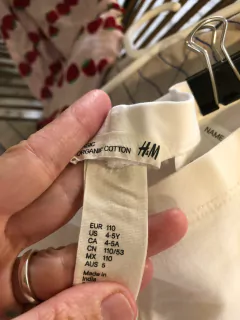 ORGANIC COTTON H&M
NAME
EUR 110
US 4-5Y
CA 4-5A
CN 110/53
MX 110
AUS 5
Made in
India